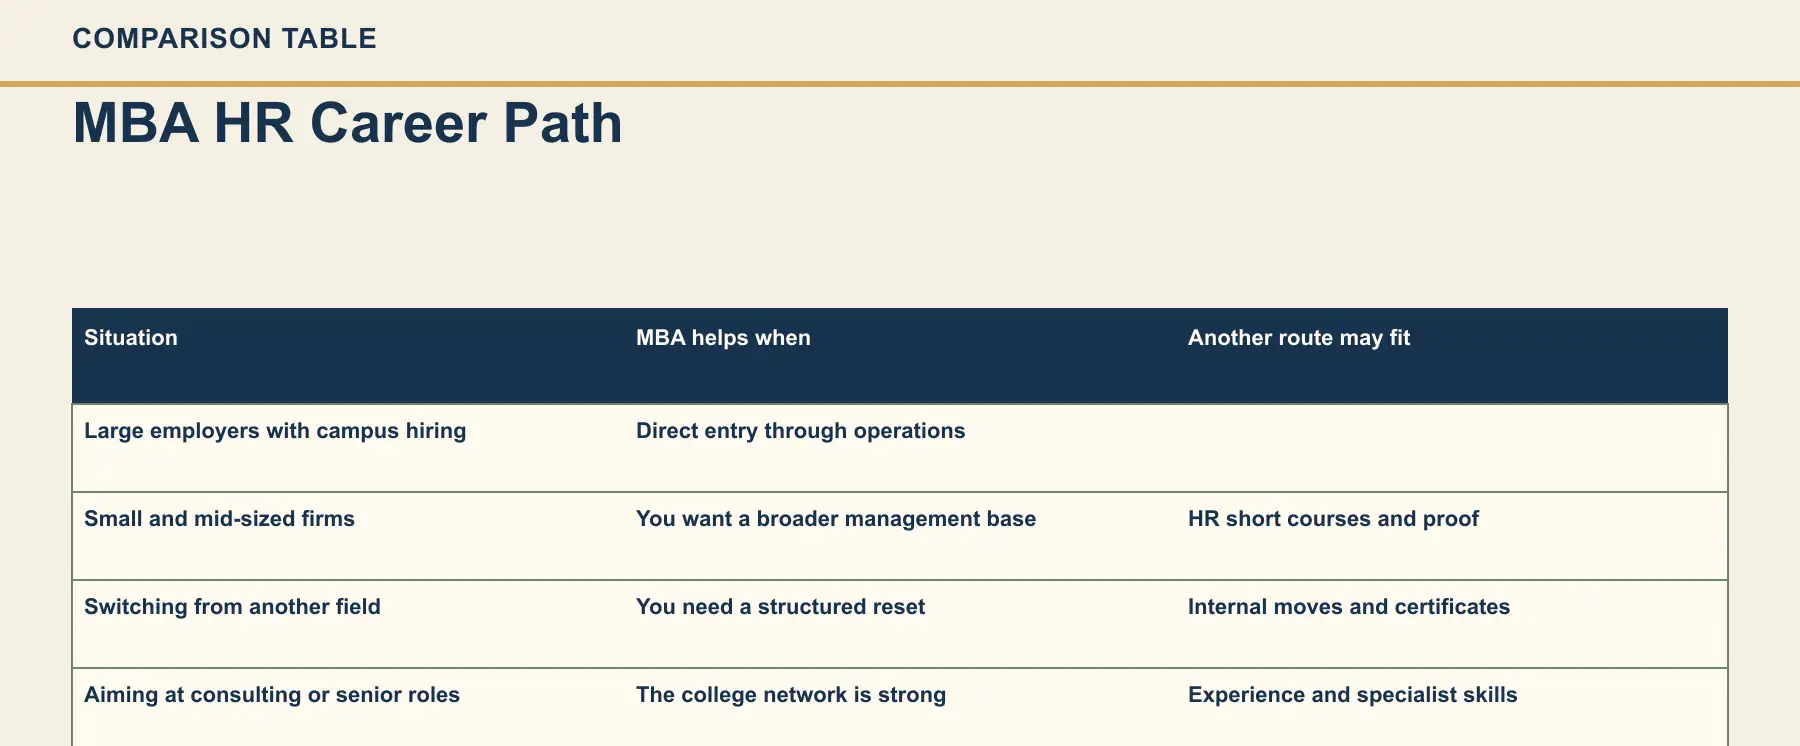 COMPARISON TABLE
MBA HR Career Path
Situation MBA helps when Another route may fit
Large employers with campus hiring Direct entry through operations
Small and mid-sized firms You want a broader management base HR short courses and proof
Switching from another field You need a structured reset Internal moves and certificates
Aiming at consulting or senior roles The college network is strong Experience and specialist skills